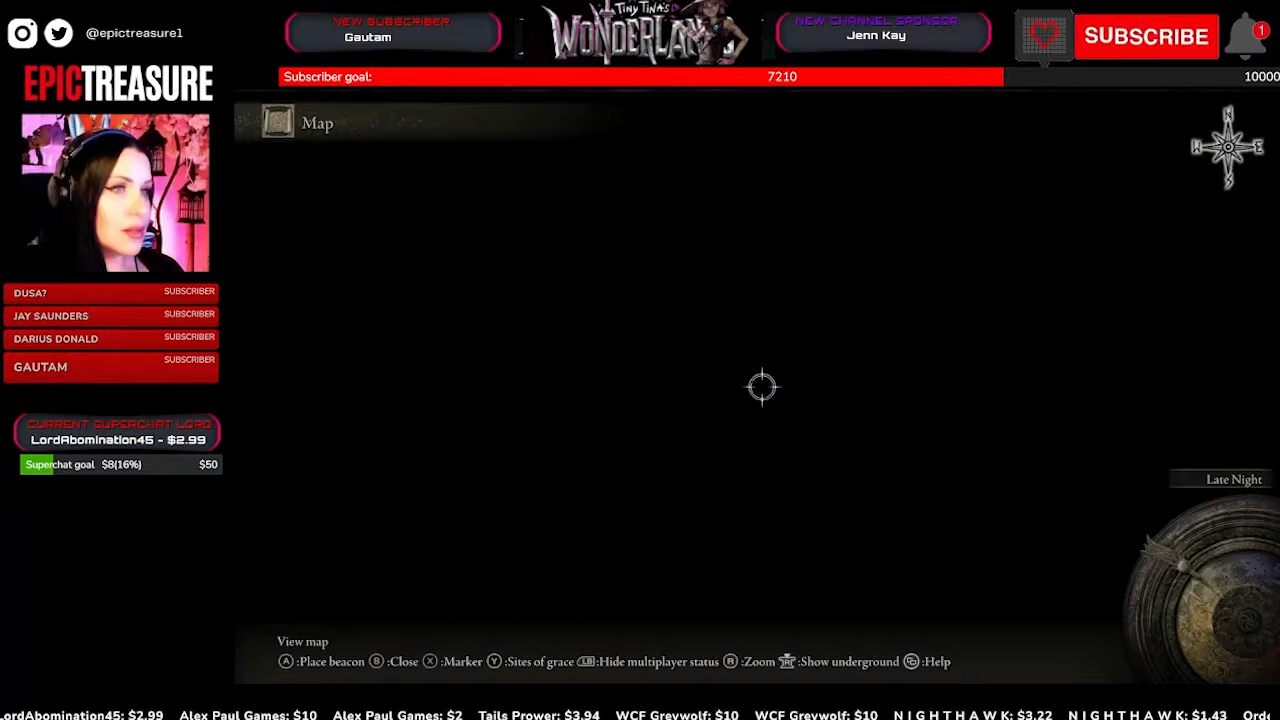 @epictreasure1
NEW SUBSCRIBER
Gautam
TINY TINA'S
WONDERLAN
NEW CHANNEL SPONSOR
Jenn Kay
SUBSCRIBE
1
Subscriber goal: 7210 10000
EPICTREASURE
Map
N
W E
S
DUSA? SUBSCRIBER
JAY SAUNDERS SUBSCRIBER
DARIUS DONALD SUBSCRIBER
GAUTAM SUBSCRIBER
CURRENT SUPERCHAT LORD
LordAbomination45 - $2.99
Superchat goal $8(16%) $50
Late Night
View map
A :Place beacon B :Close X :Marker Y :Sites of grace LB :Hide multiplayer status R :Zoom R :Show underground :Help
LordAbomination45: $2.99 Alex Paul Games: $10 Alex Paul Games: $2 Tails Prower: $3.94 WCF Greywolf: $10 WCF Greywolf: $10 N I G H T H A W K: $3.22 N I G H T H A W K: $1.43 Ord